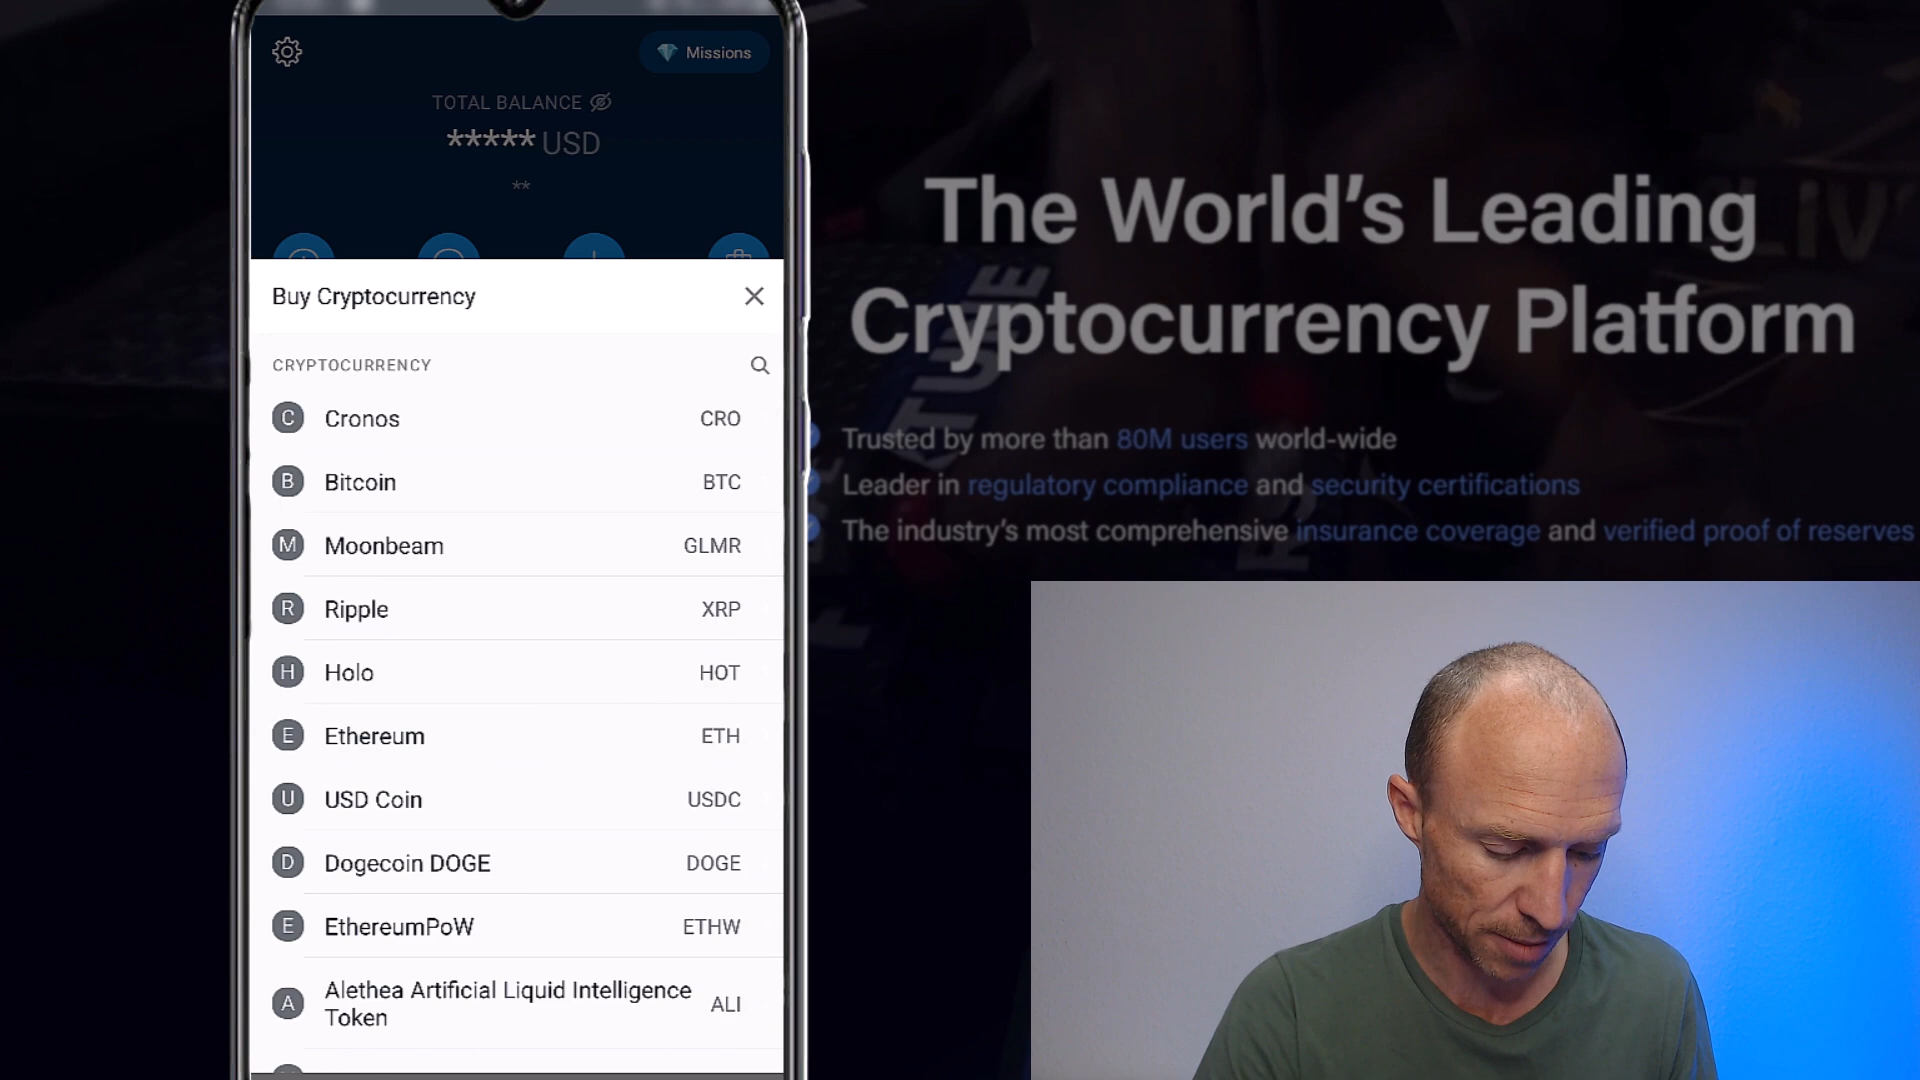 Missions
TOTAL BALANCE
***** USD
**
Buy Cryptocurrency
CRYPTOCURRENCY
C Cronos CRO
B Bitcoin BTC
M Moonbeam GLMR
R Ripple XRP
H Holo HOT
E Ethereum ETH
U USD Coin USDC
D Dogecoin DOGE DOGE
E EthereumPoW ETHW
A Alethea Artificial Liquid Intelligence
Token ALI
The World's Leading
Cryptocurrency Platform
Trusted by more than 80M users world-wide
Leader in regulatory compliance and security certifications
The industry's most comprehensive insurance coverage and verified proof of reserves